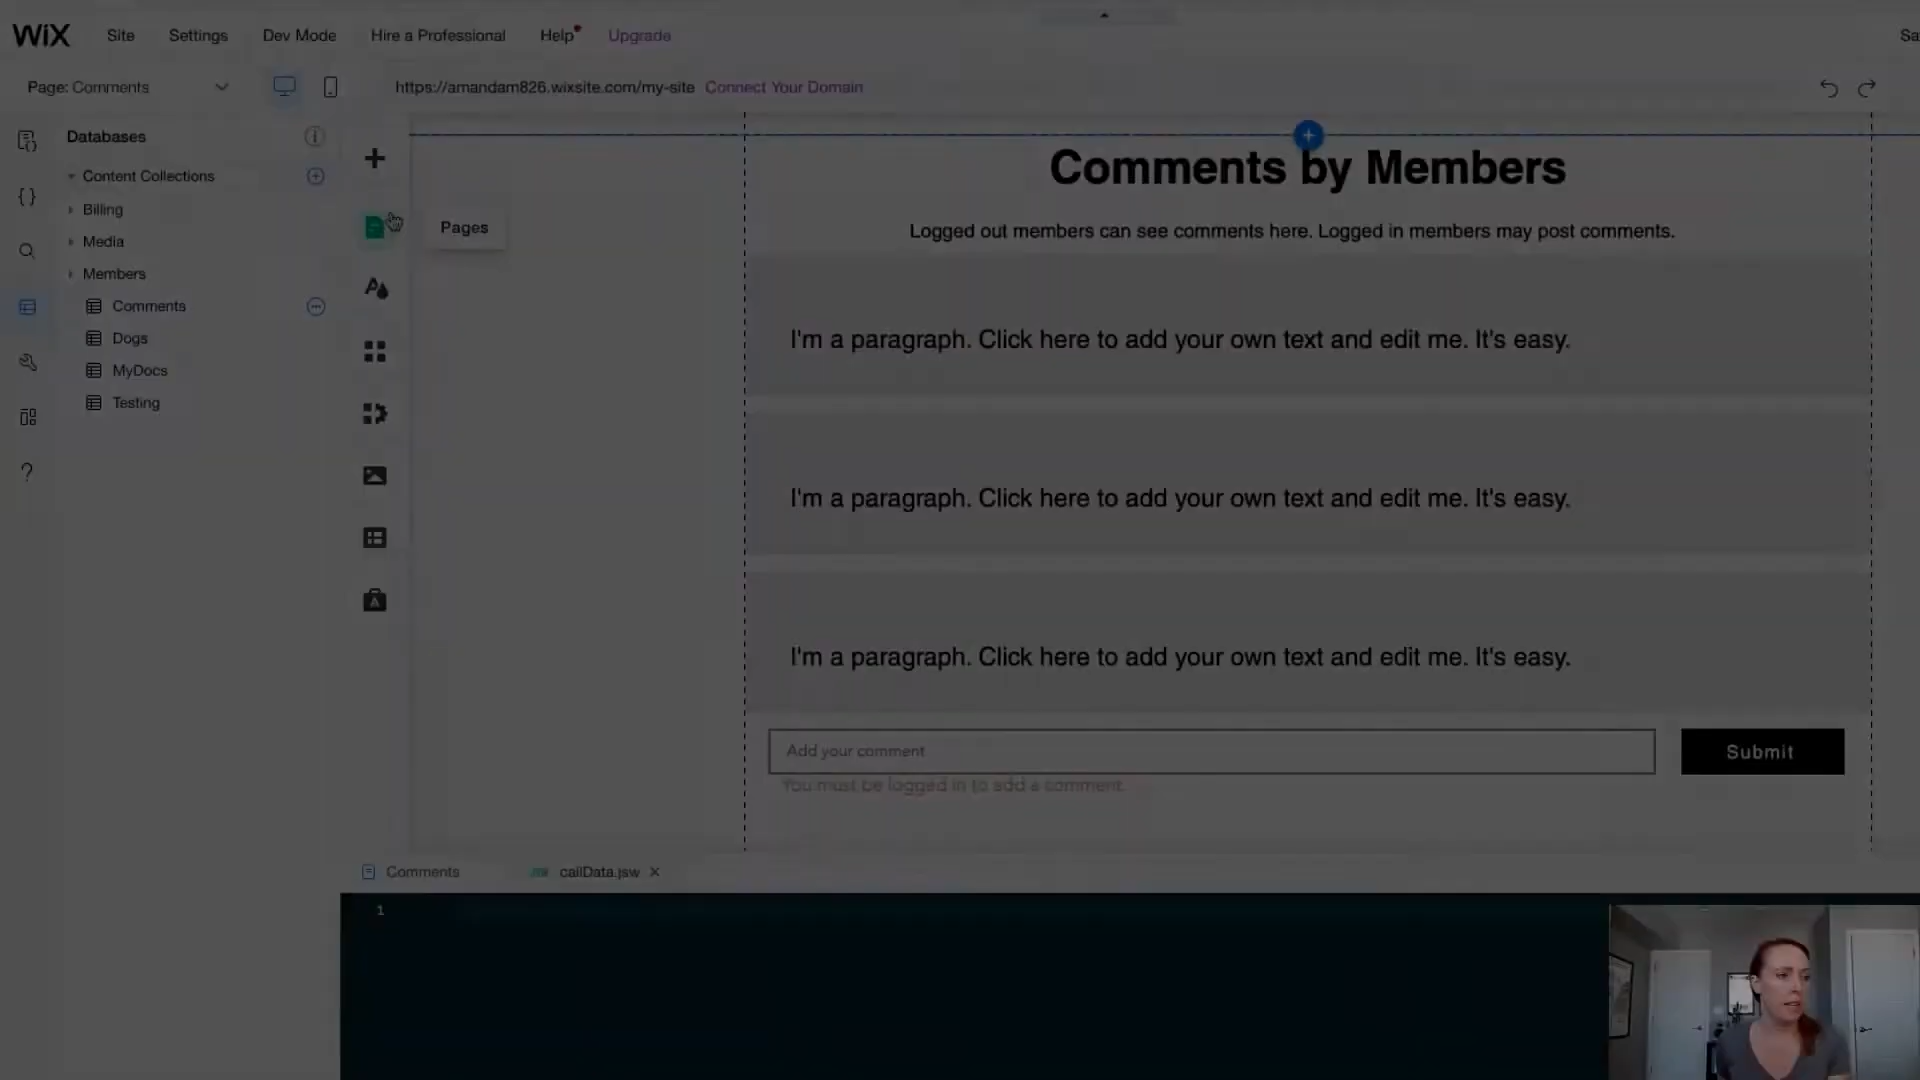 WiX Site Settings Dev Mode Hire a Professional Help Upgrade
Page: Comments https://amandam826.wixsite.com/my-site Connect Your Domain
Databases
Content Collections
Billing
Media
Members
Comments
Dogs
MyDocs
Testing
Pages
Comments by Members
Logged out members can see comments here. Logged in members may post comments.
I'm a paragraph. Click here to add your own text and edit me. It's easy.
I'm a paragraph. Click here to add your own text and edit me. It's easy.
I'm a paragraph. Click here to add your own text and edit me. It's easy.
Add your comment Submit
You must be logged in to add a comment.
Comments callData.jsw
1